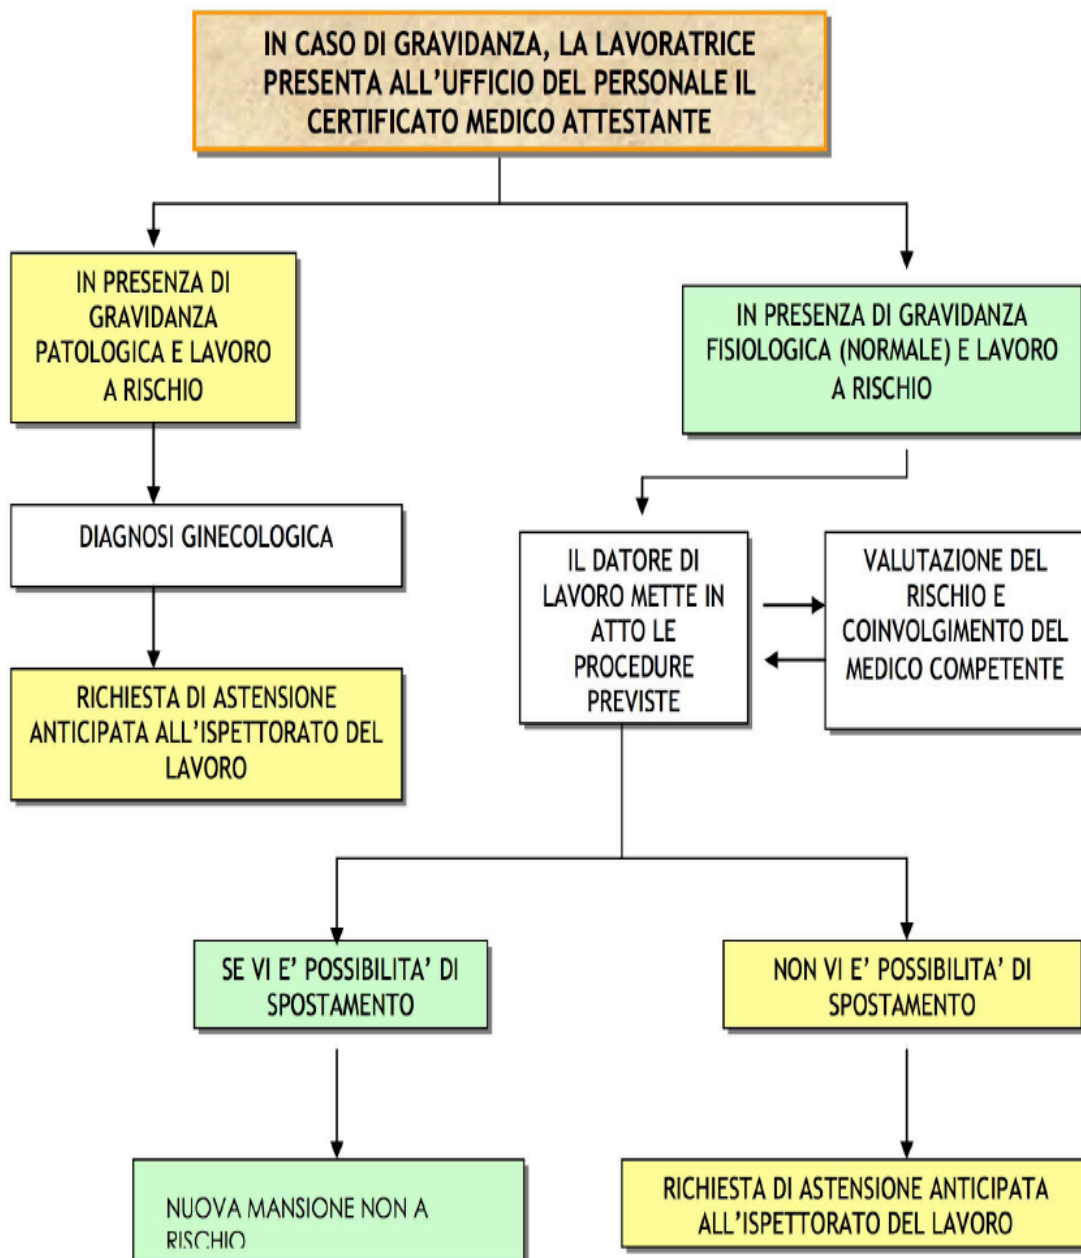 IN CASO DI GRAVIDANZA, LA LAVORATRICE
PRESENTA ALL’UFFICIO DEL PERSONALE IL
CERTIFICATO MEDICO ATTESTANTE
IN PRESENZA DI
GRAVIDANZA
PATOLOGICA E LAVORO
A RISCHIO
IN PRESENZA DI GRAVIDANZA
FISIOLOGICA (NORMALE) E LAVORO
A RISCHIO
DIAGNOSI GINECOLOGICA
IL DATORE DI
LAVORO METTE IN
ATTO LE
PROCEDURE
PREVISTE
VALUTAZIONE DEL
RISCHIO E
COINVOLGIMENTO DEL
MEDICO COMPETENTE
RICHIESTA DI ASTENSIONE
ANTICIPATA ALL’ISPETTORATO DEL
LAVORO
SE VI E’ POSSIBILITA’ DI
SPOSTAMENTO
NON VI E’ POSSIBILITA’ DI
SPOSTAMENTO
NUOVA MANSIONE NON A
RISCHIO
RICHIESTA DI ASTENSIONE ANTICIPATA
ALL’ISPETTORATO DEL LAVORO